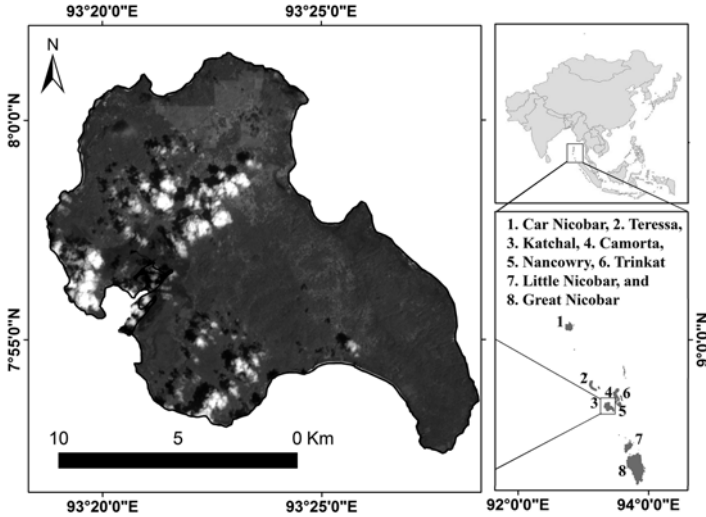 93°20'0"E
93°25'0"E
N
8°0'0"N
7°55'0"N
10
5
0 Km
93°20'0"E
93°25'0"E
1. Car Nicobar, 2. Teressa,
3. Katchal, 4. Camorta,
5. Nancowry, 6. Trinkat
7. Little Nicobar, and
8. Great Nicobar
1
2
4
6
3
5
7
8
9°0'0"N
92°0'0"E
94°0'0"E